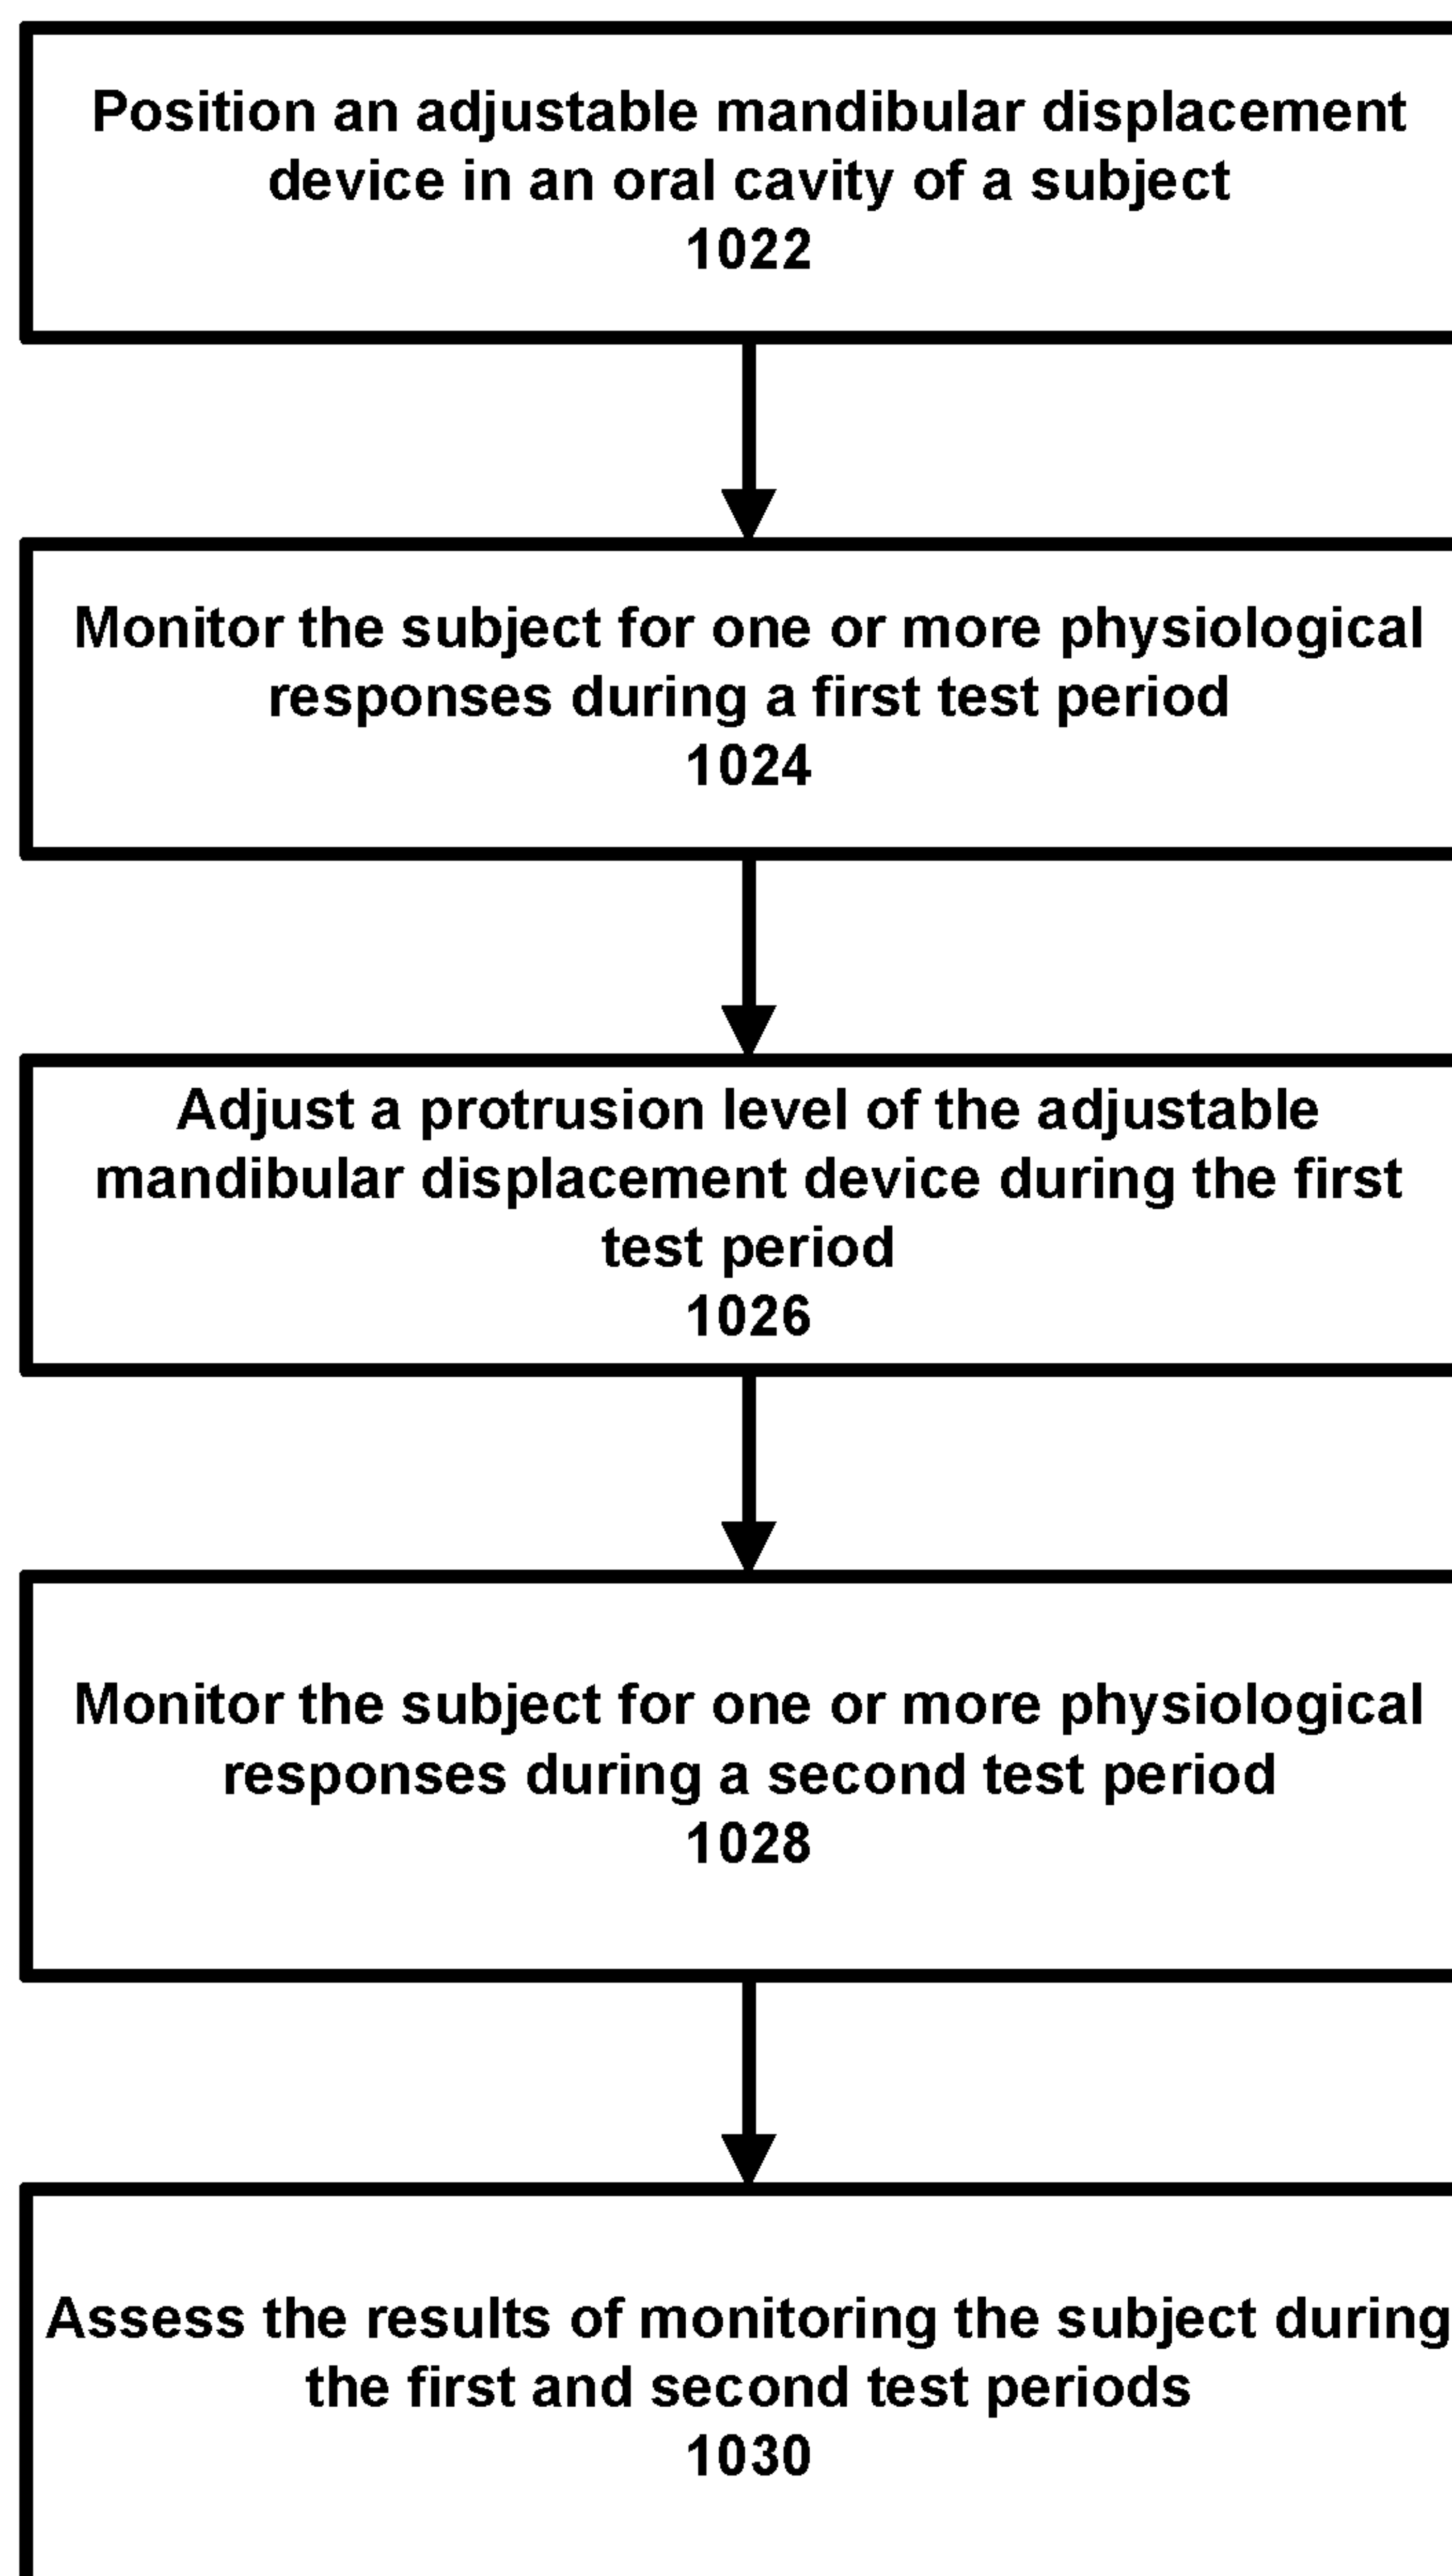 Position an adjustable mandibular displacement
device in an oral cavity of a subject
1022
Monitor the subject for one or more physiological
responses during a first test period
1024
Adjust a protrusion level of the adjustable
mandibular displacement device during the first
test period
1026
Monitor the subject for one or more physiological
responses during a second test period
1028
Assess the results of monitoring the subject during
the first and second test periods
1030